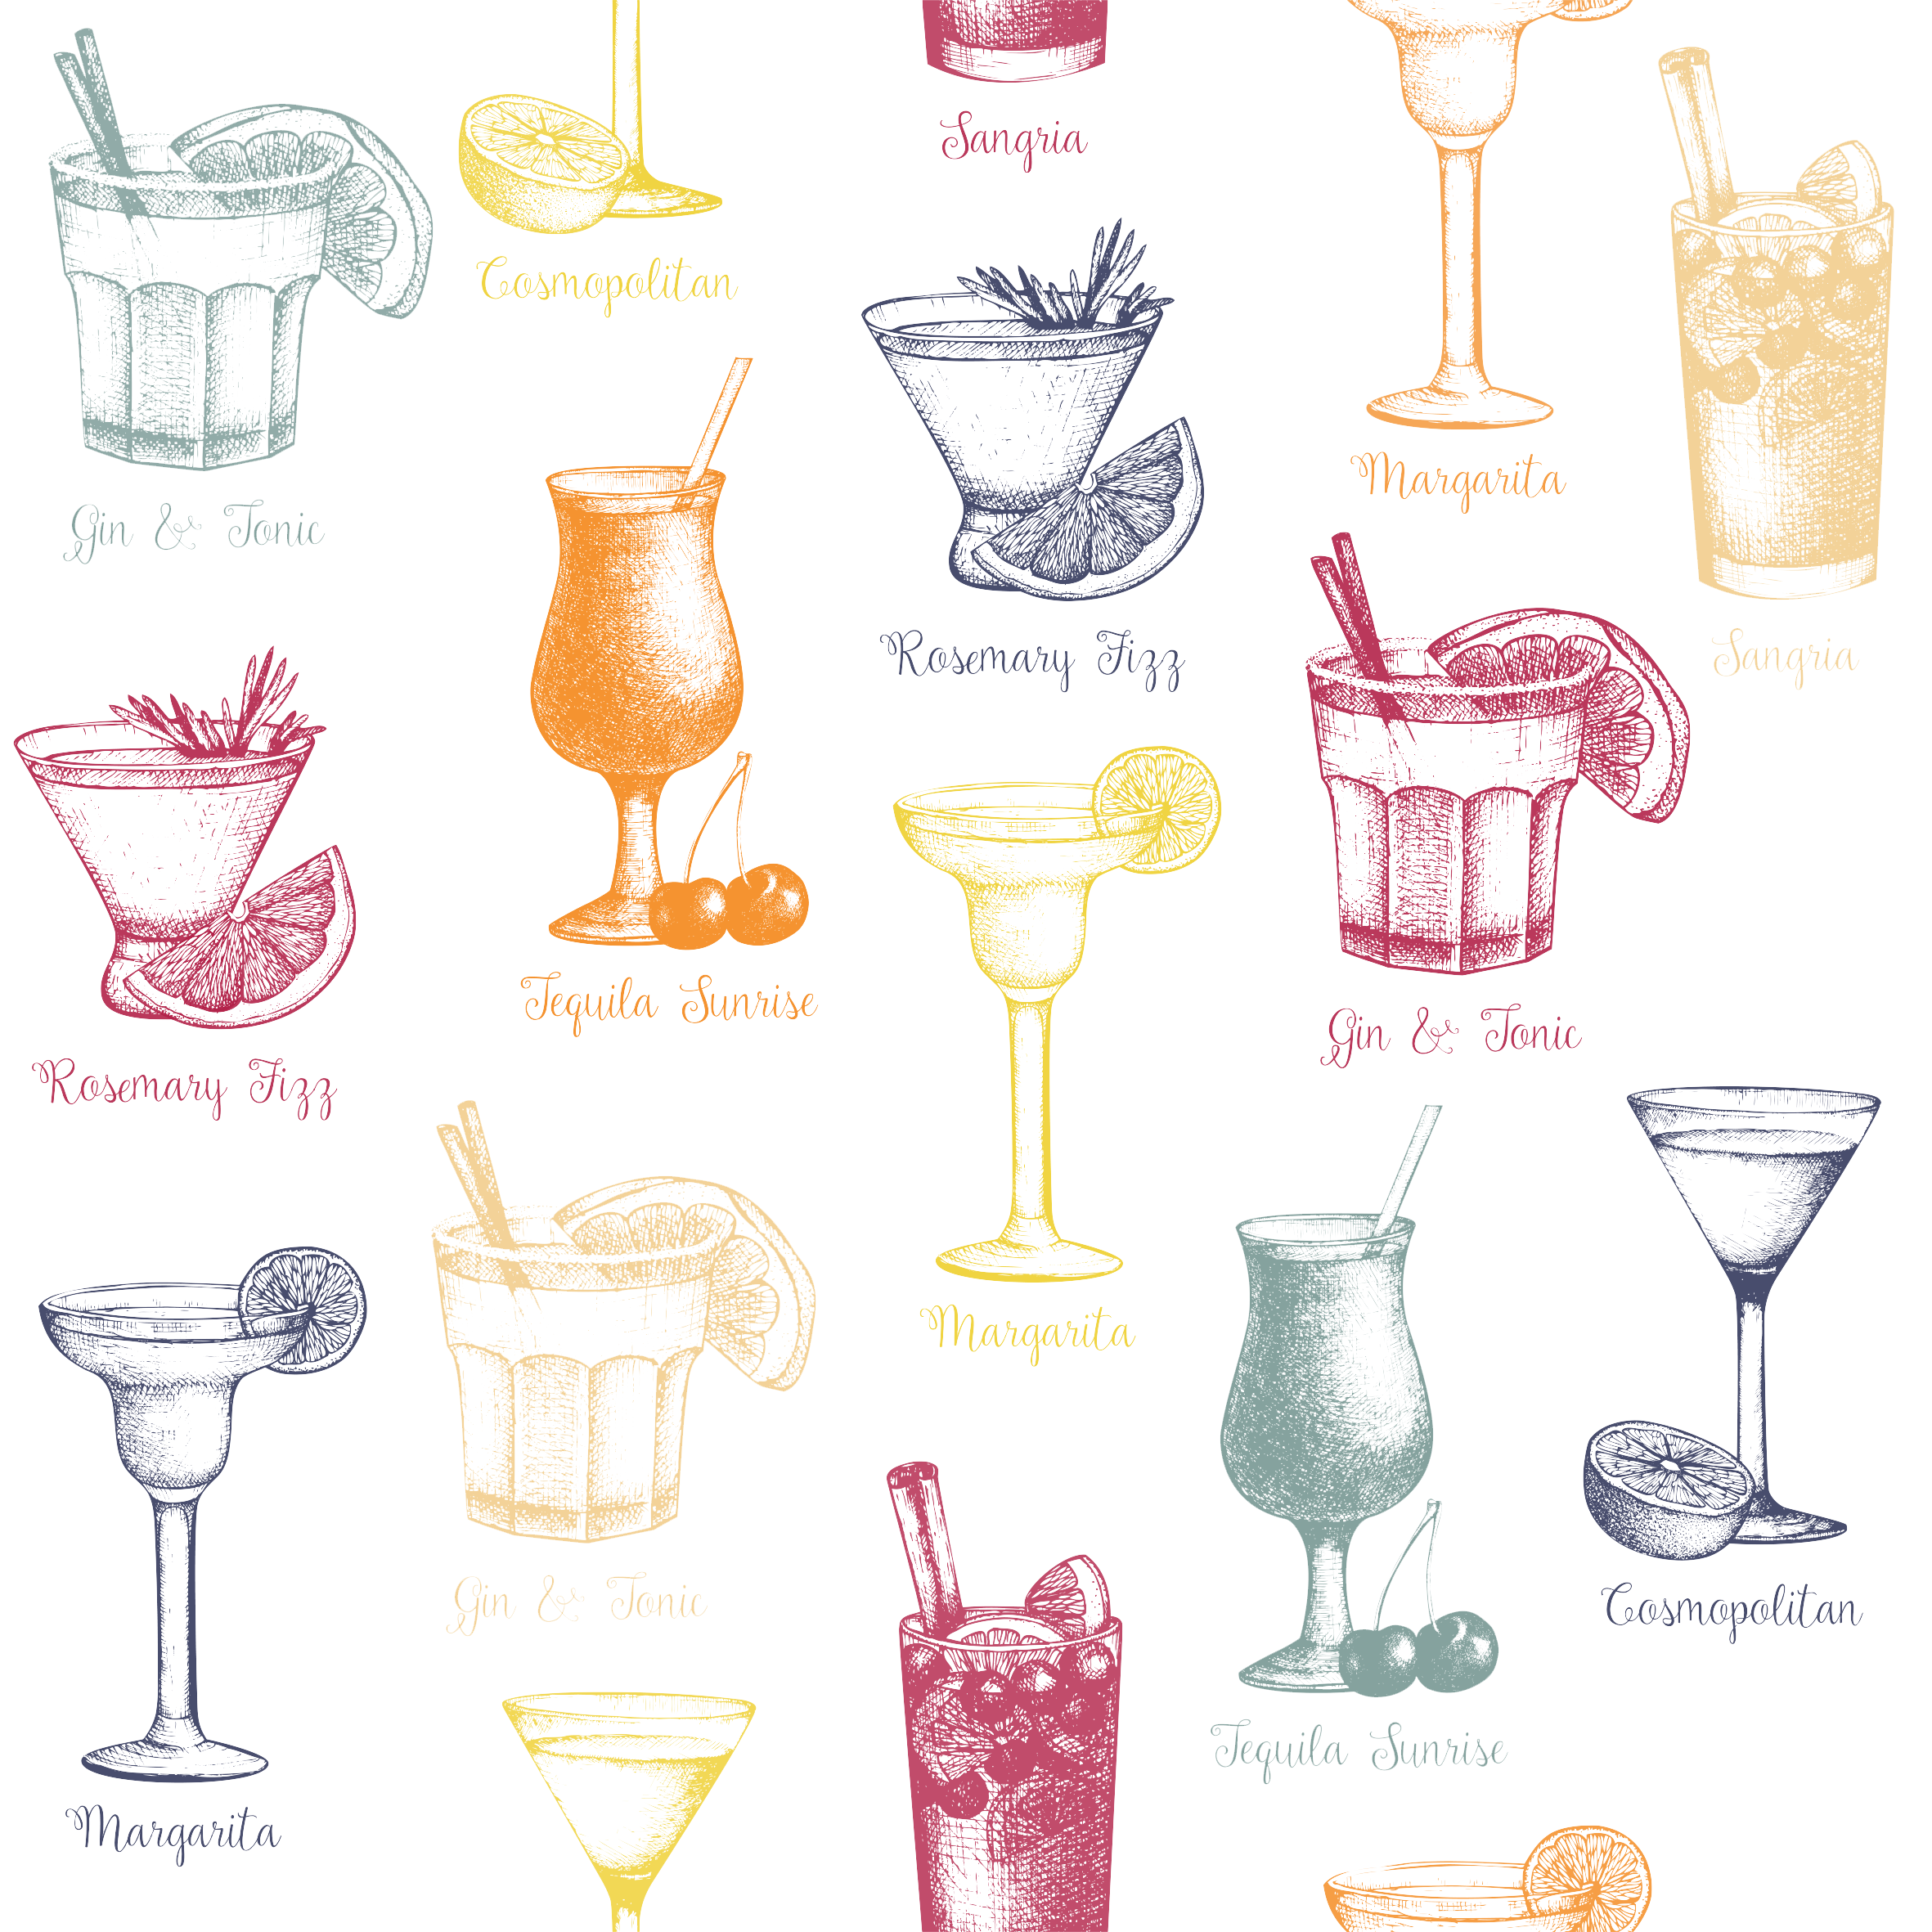 Sangria
Cosmopolitan
Margarita
Gin & Tonic
Rosemary Fizz
Sangria
Tequila Sunrise
Gin & Tonic
Rosemary Fizz
Margarita
Gin & Tonic
Cosmopolitan
Tequila Sunrise
Margarita